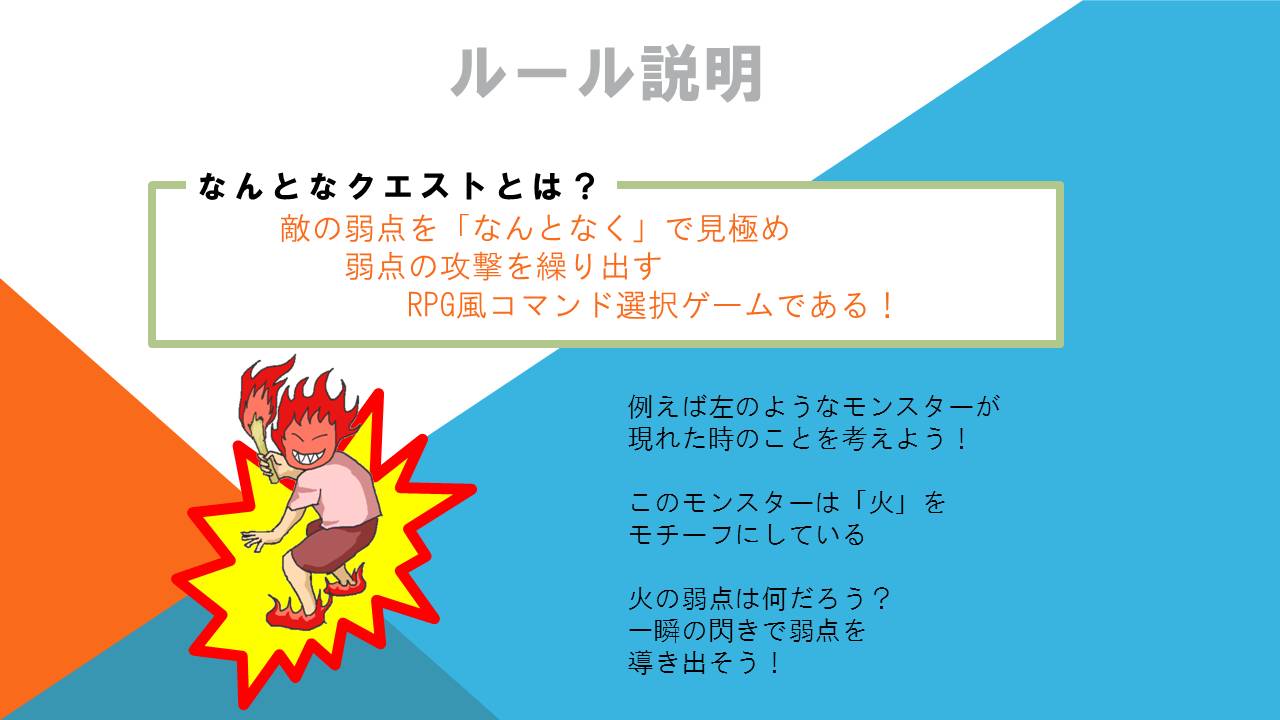 ルール説明
なんとなクエストとは？
敵の弱点を「なんとなく」で見極め
弱点の攻撃を繰り出す
RPG風コマンド選択ゲームである！
例えば左のようなモンスターが
現れた時のことを考えよう！
このモンスターは「火」を
モチーフにしている
火の弱点は何だろう？
一瞬の閃きで弱点を
導き出そう！